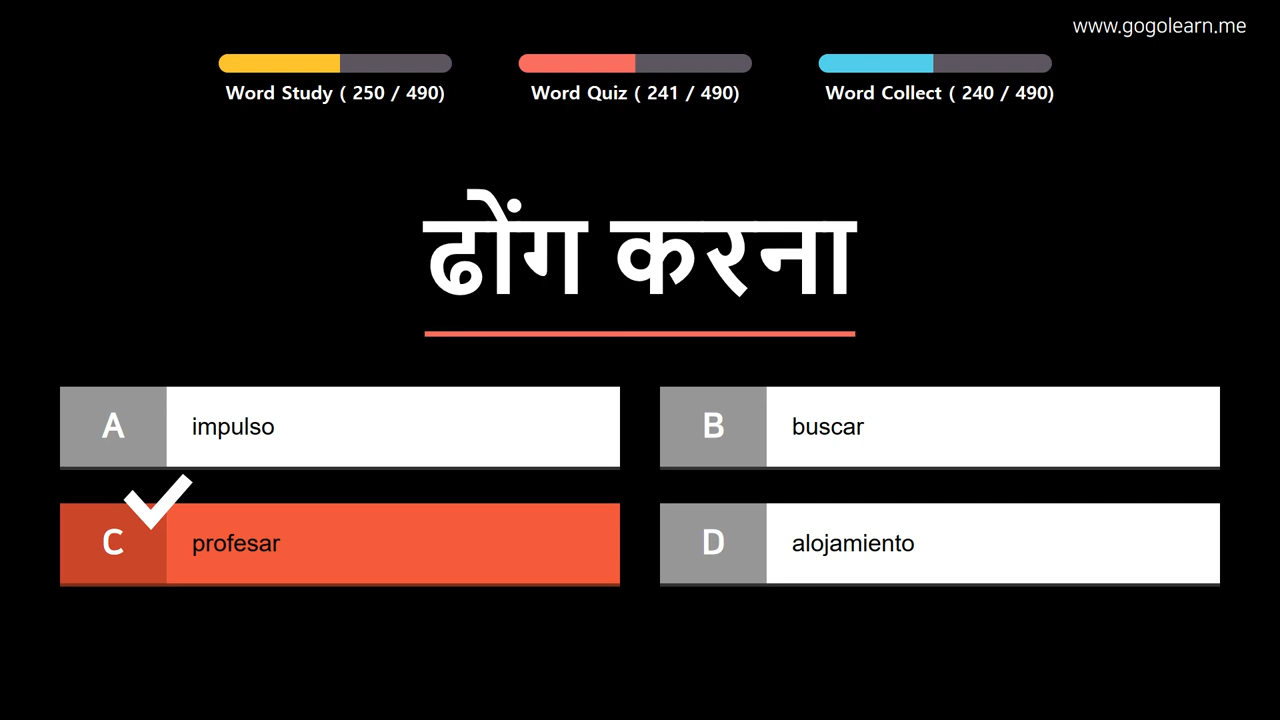 www.gogolearn.me
Word Study ( 250 / 490)
Word Quiz ( 241 / 490)
Word Collect ( 240 / 490)
ढोंग करना
A impulso
B buscar
C profesar
D alojamiento